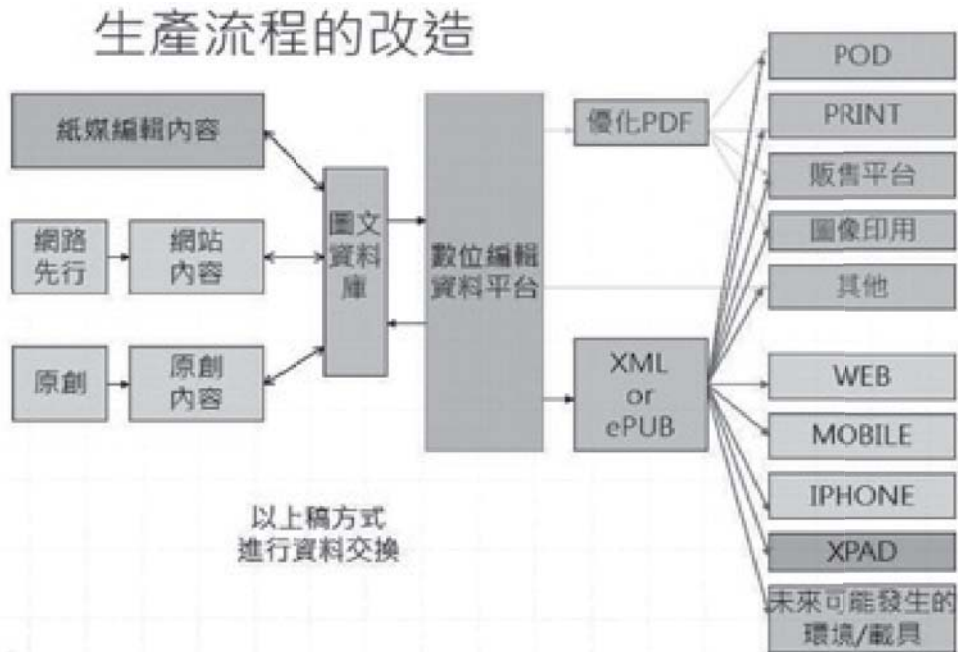 生產流程的改造
紙媒編輯內容
網路
先行
網站
內容
原創
原創
內容
圖文
資料
庫
數位編輯
資料平台
優化PDF
XML
or
ePUB
POD
PRINT
販售平台
圖像印用
其他
WEB
MOBILE
IPHONE
XPAD
未來可能發生的
環境/載具
以上稿方式
進行資料交換